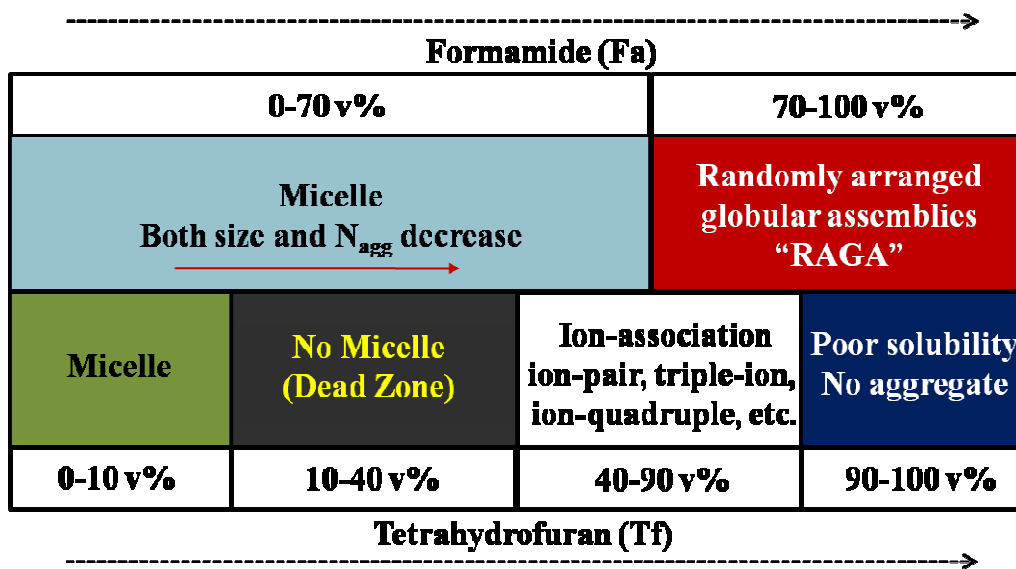 Formamide (Fa)
0-70 v%
70-100 v%
Micelle
Both size and Nagg decrease
Randomly arranged
globular assemblies
“RAGA”
Micelle
No Micelle
(Dead Zone)
Ion-association
ion-pair, triple-ion,
ion-quadruple, etc.
Poor solubility
No aggregate
0-10 v%
10-40 v%
40-90 v%
90-100 v%
Tetrahydrofuran (Tf)